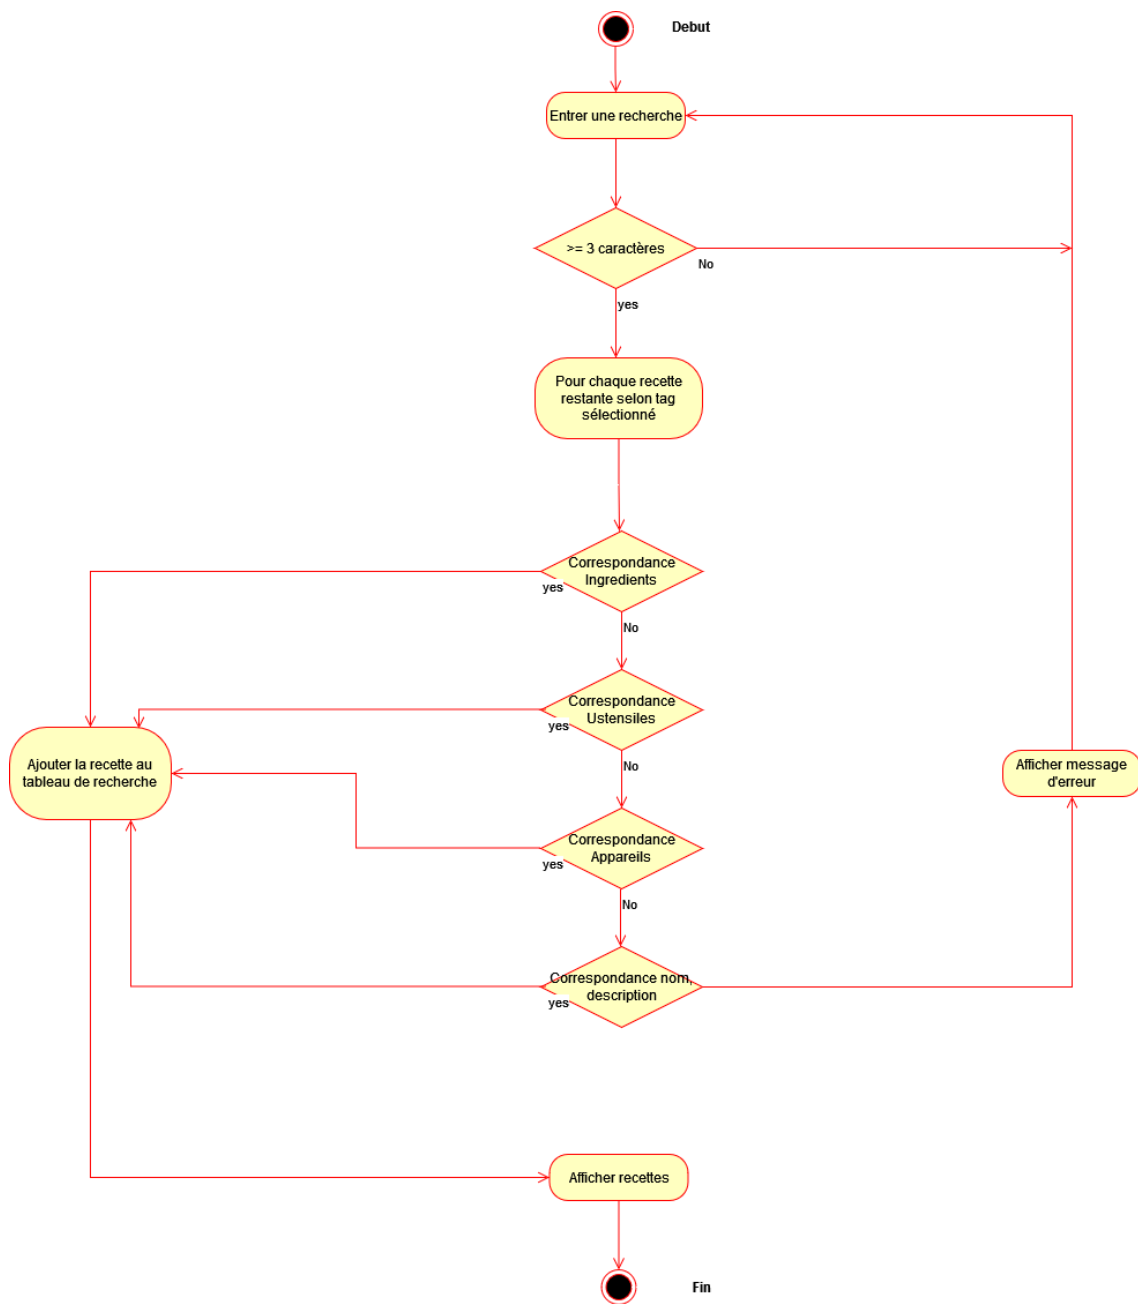 Debut
Entrer une recherche
>= 3 caractères
No
yes
Pour chaque recette
restante selon tag
sélectionné
Correspondance
Ingredients
yes
No
Correspondance
Ustensiles
yes
No
Ajouter la recette au
tableau de recherche
Afficher message
d'erreur
Correspondance
Appareils
yes
No
Correspondance nom,
description
yes
Afficher recettes
Fin